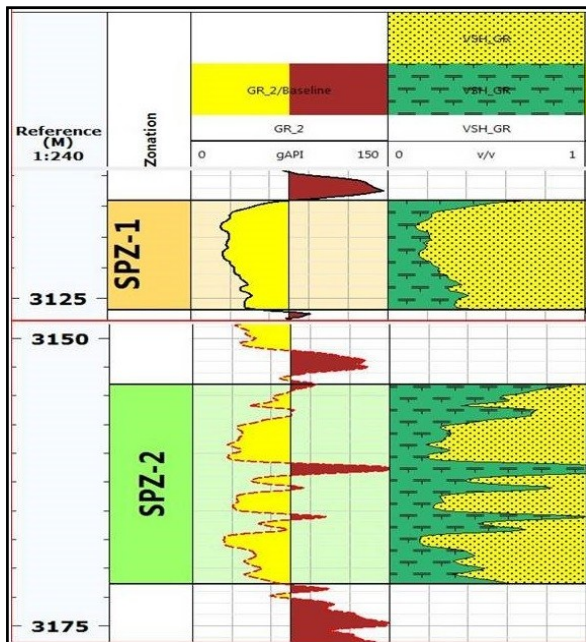 VSH_GR
GR_2/Baseline VSH_GR
Reference
(M)
1:240
Zonation
GR_2 VSH_GR
0 gAPI 150 0 v/v 1
SPZ-1
3125
3150
SPZ-2
3175